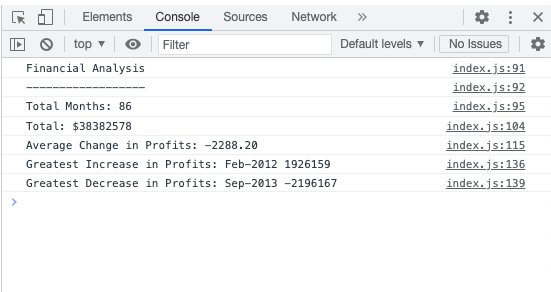 Elements Console Sources Network »
top ▼ Filter Default levels ▼ No Issues
Financial Analysis index.js:91
------------------ index.js:92
Total Months: 86 index.js:95
Total: $38382578 index.js:104
Average Change in Profits: -2288.20 index.js:115
Greatest Increase in Profits: Feb-2012 1926159 index.js:136
Greatest Decrease in Profits: Sep-2013 -2196167 index.js:139
>